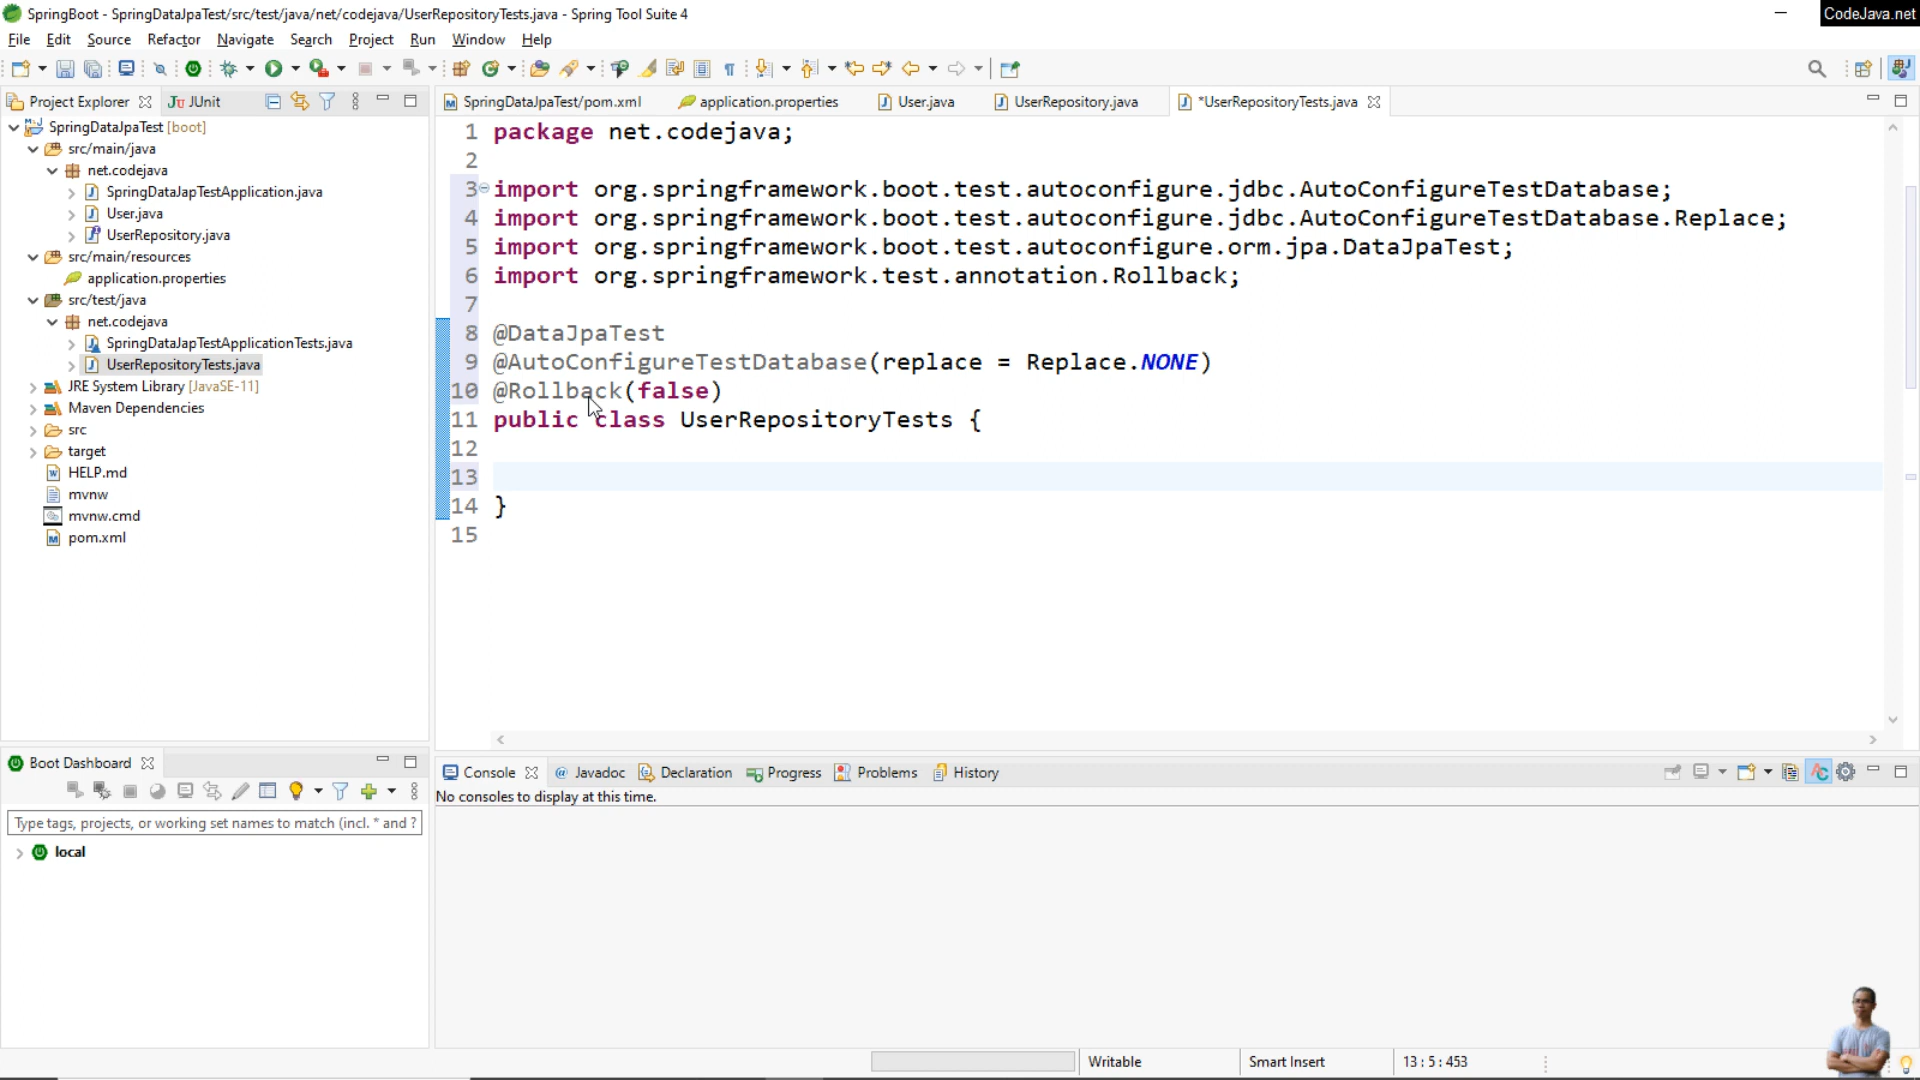 SpringBoot - SpringDataJpaTest/src/test/java/net/codejava/UserRepositoryTests.java - Spring Tool Suite 4
CodeJava.net
File Edit Source Refactor Navigate Search Project Run Window Help
Project Explorer JUnit
SpringDataJpaTest [boot]
src/main/java
net.codejava
SpringDataJapTestApplication.java
User.java
UserRepository.java
src/main/resources
application.properties
src/test/java
net.codejava
SpringDataJapTestApplicationTests.java
UserRepositoryTests.java
JRE System Library [JavaSE-11]
Maven Dependencies
src
target
HELP.md
mvnw
mvnw.cmd
pom.xml
SpringDataJpaTest/pom.xml application.properties User.java UserRepository.java *UserRepositoryTests.java
1 package net.codejava;
2
3 import org.springframework.boot.test.autoconfigure.jdbc.AutoConfigureTestDatabase;
4 import org.springframework.boot.test.autoconfigure.jdbc.AutoConfigureTestDatabase.Replace;
5 import org.springframework.boot.test.autoconfigure.orm.jpa.DataJpaTest;
6 import org.springframework.test.annotation.Rollback;
7
8 @DataJpaTest
9 @AutoConfigureTestDatabase(replace = Replace.NONE)
10 @Rollback(false)
11 public class UserRepositoryTests {
12
13
14 }
15
Boot Dashboard
Type tags, projects, or working set names to match (incl. * and ?
local
Console Javadoc Declaration Progress Problems History
No consoles to display at this time.
Writable Smart Insert 13 : 5 : 453